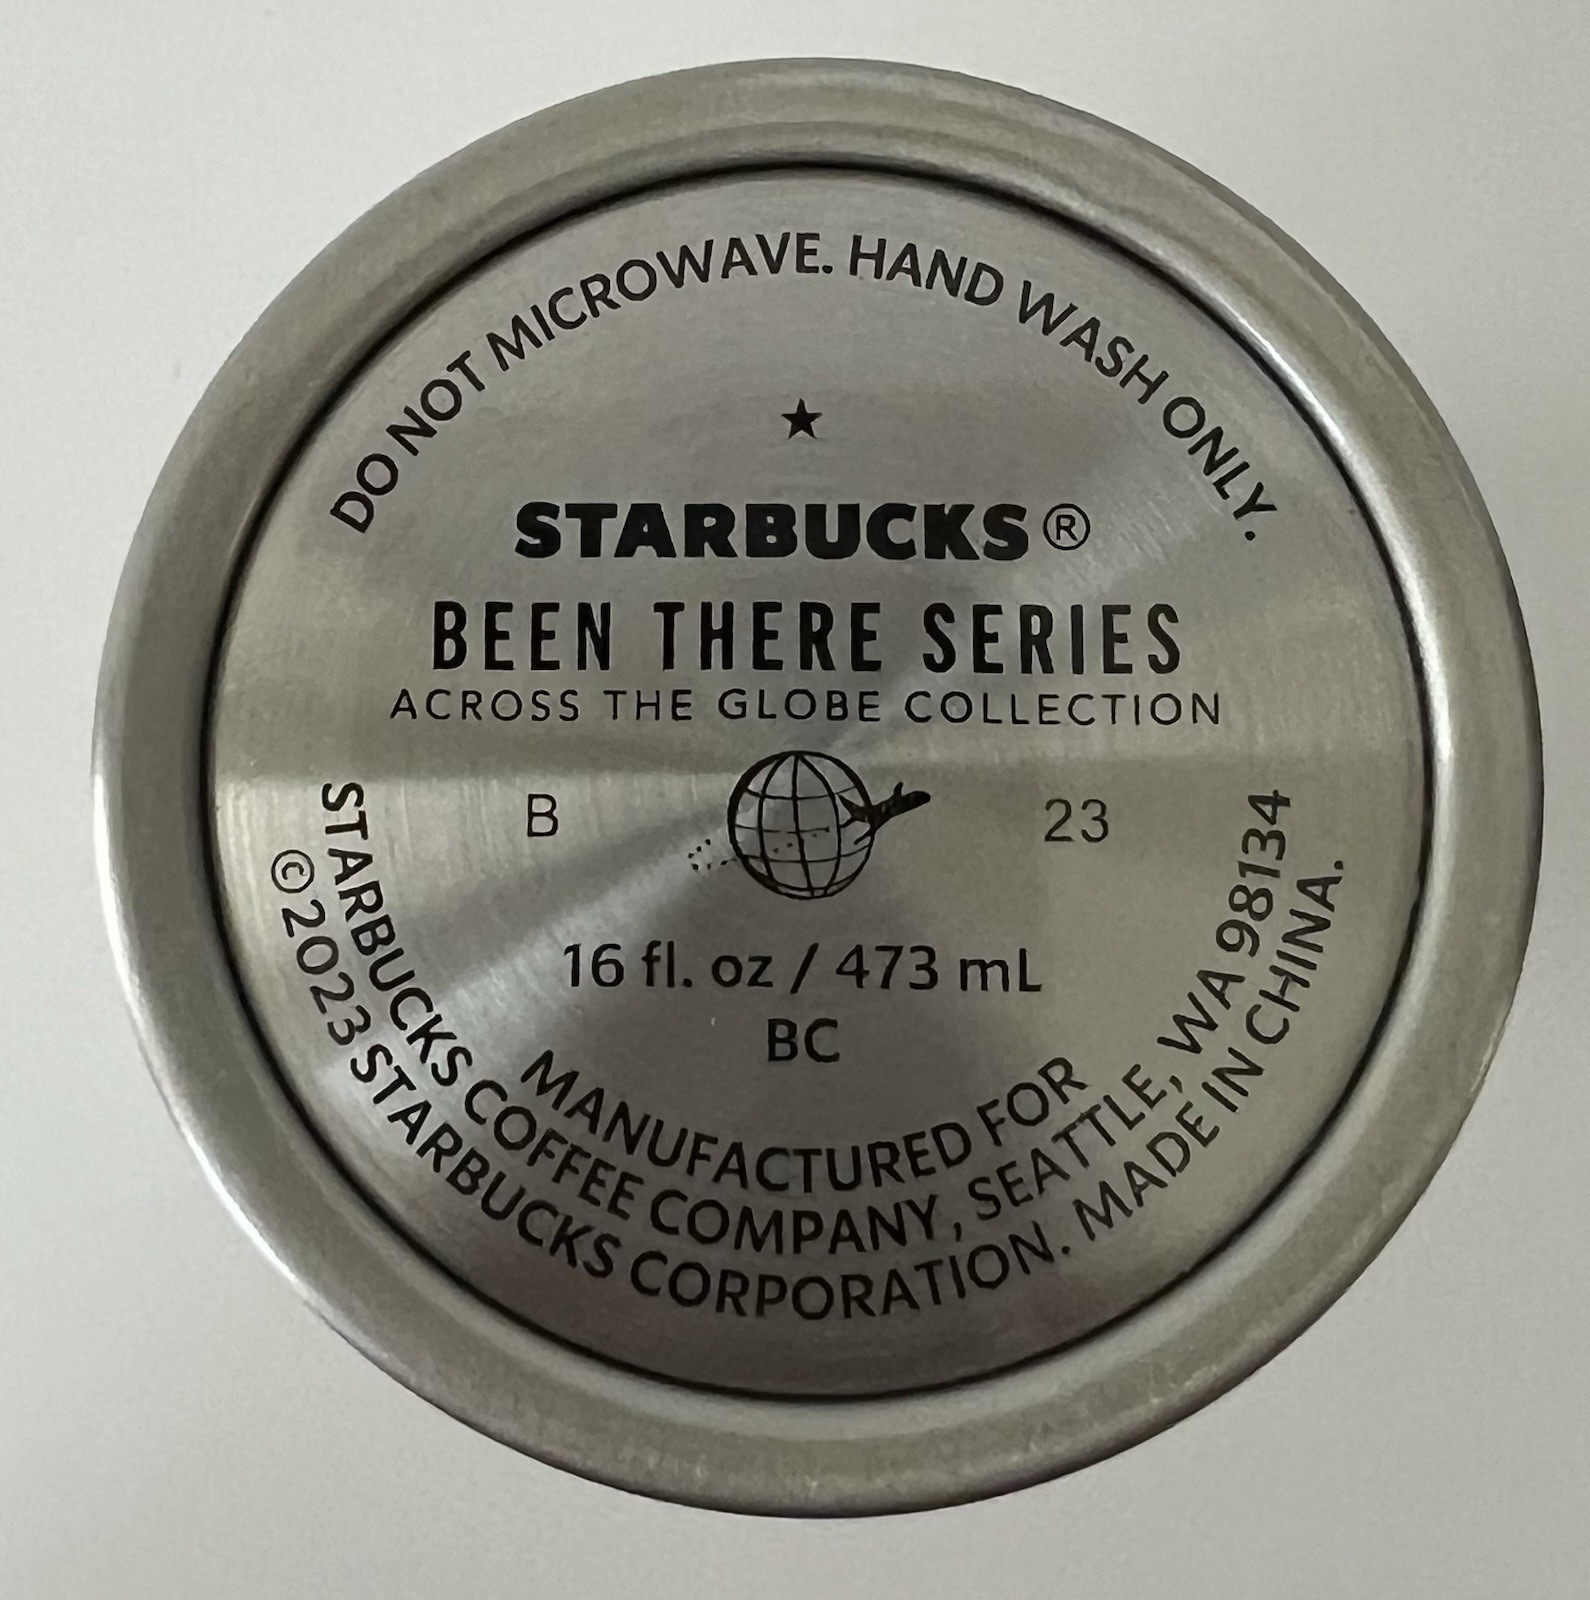 DO NOT MICROWAVE. HAND WASH ONLY.
STARBUCKS®
BEEN THERE SERIES
ACROSS THE GLOBE COLLECTION
B 23
16 fl. oz / 473 mL
BC
MANUFACTURED FOR
STARBUCKS COFFEE COMPANY, SEATTLE, WA 98134
©2023 STARBUCKS CORPORATION. MADE IN CHINA.